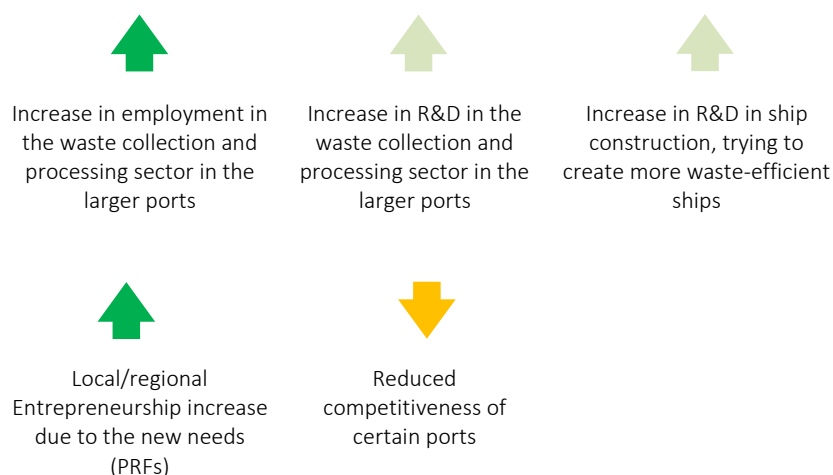 Increase in employment in
the waste collection and
processing sector in the
larger ports
Increase in R&D in the
waste collection and
processing sector in the
larger ports
Increase in R&D in ship
construction, trying to
create more waste-efficient
ships
Local/regional
Entrepreneurship increase
due to the new needs
(PRFs)
Reduced
competitiveness of
certain ports